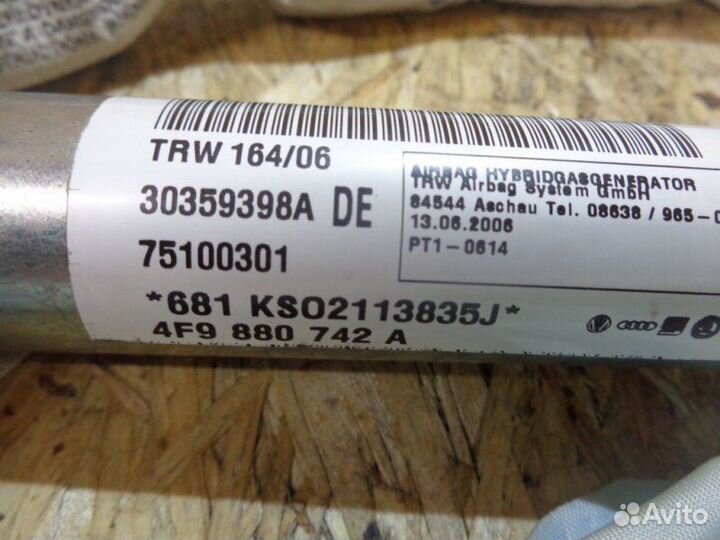 TRW 164/06
30359398A DE
75100301
*681 KSO2113835J*
4F9 880 742 A
AIRBAG HYBRIDGASGENERATOR
TRW Airbag System GmbH
84544 Aschau Tel. 08638 / 965-
13.06.2006
PT1-0614
Avito